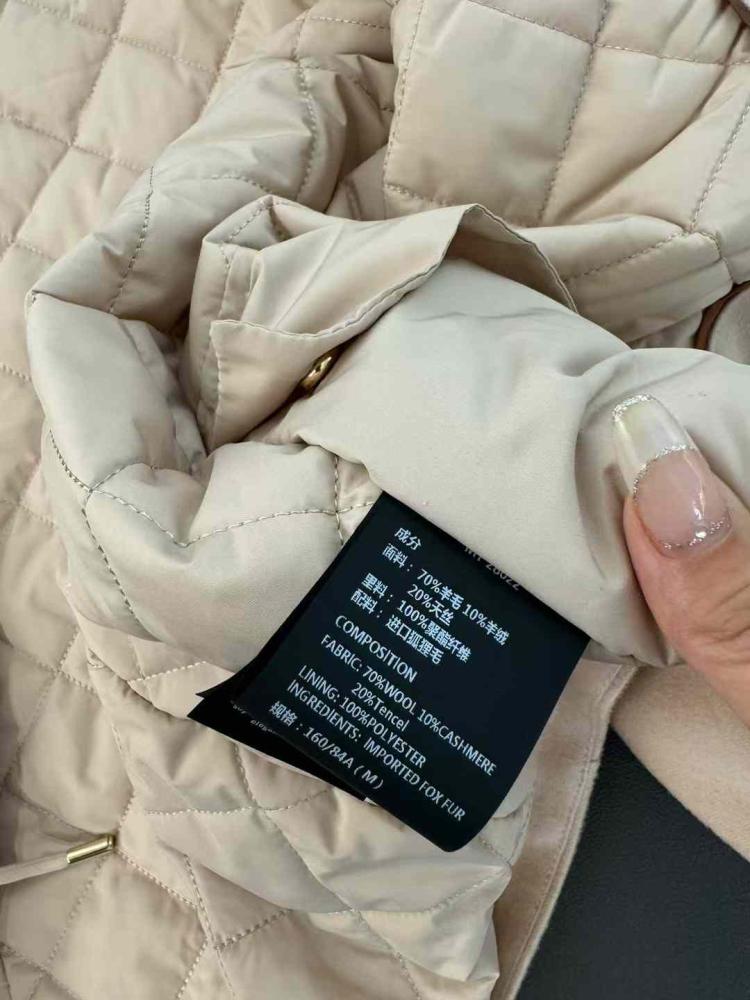 成分
面料：70%羊毛 10%羊绒
20%天丝
里料：100%聚酯纤维
配料：进口狐狸毛
COMPOSITION
FABRIC: 70%WOOL 10%CASHMERE
20%Tencel
LINING: 100%POLYESTER
INGREDIENTS: IMPORTED FOX FUR
规格：160/84A (M)